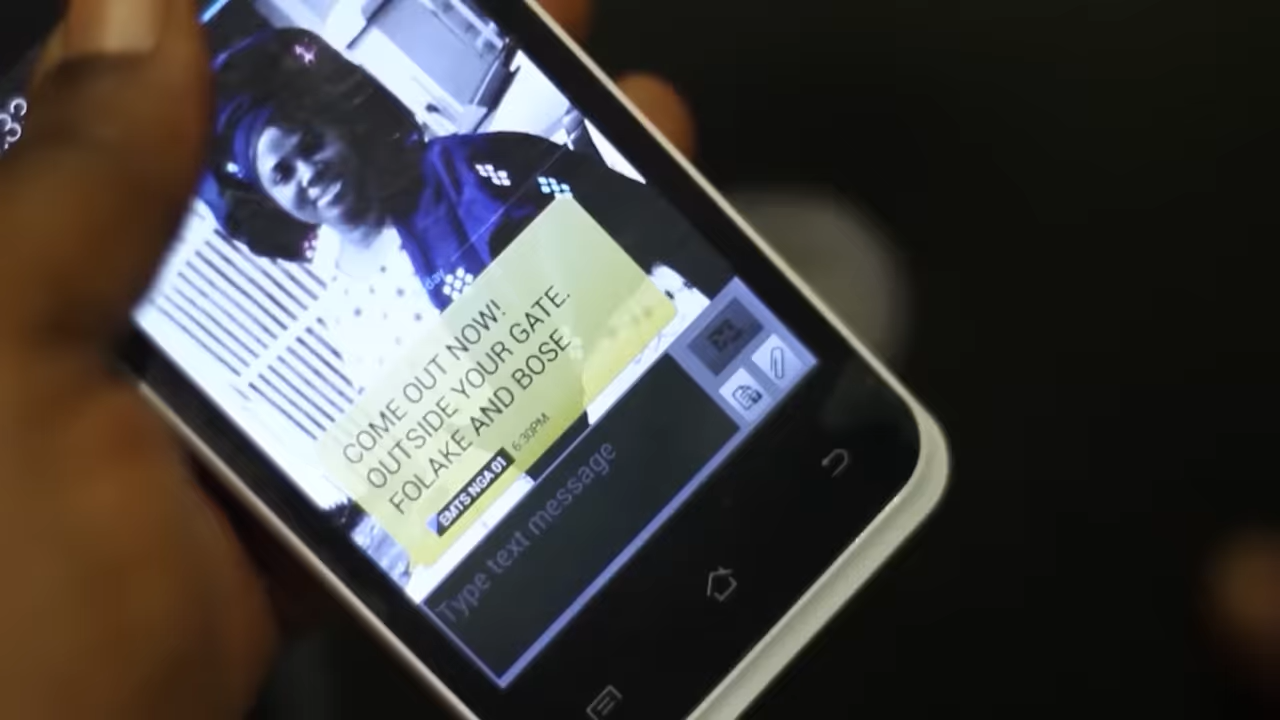 COME OUT NOW!
OUTSIDE YOUR GATE.
FOLAKE AND BOSE
EMTS NGA 01 6:30PM
Type text message